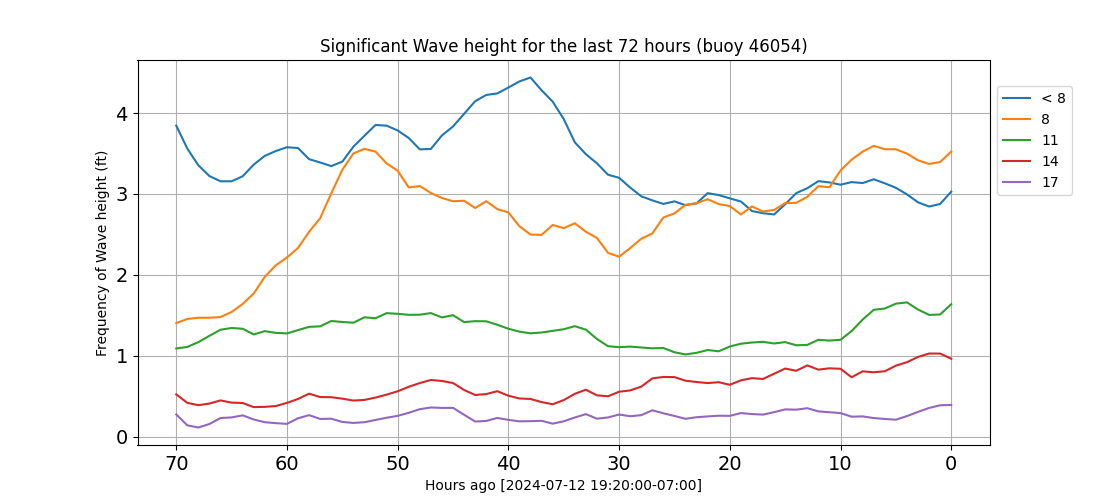 Significant Wave height for the last 72 hours (buoy 46054)
Frequency of Wave height (ft)
4
3
2
1
0
70 60 50 40 30 20 10 0
Hours ago [2024-07-12 19:20:00-07:00]
< 8
8
11
14
17